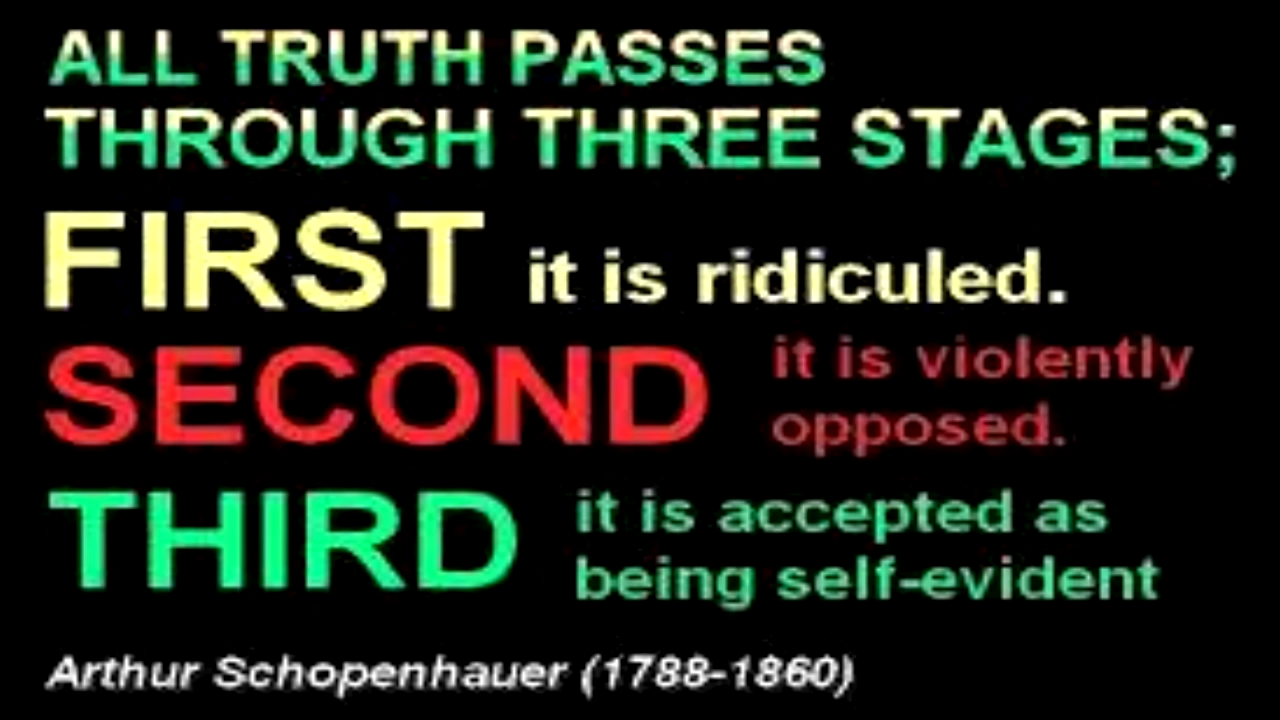 ALL TRUTH PASSES
THROUGH THREE STAGES;
FIRST it is ridiculed.
SECOND it is violently
opposed.
THIRD it is accepted as
being self-evident
Arthur Schopenhauer (1788-1860)